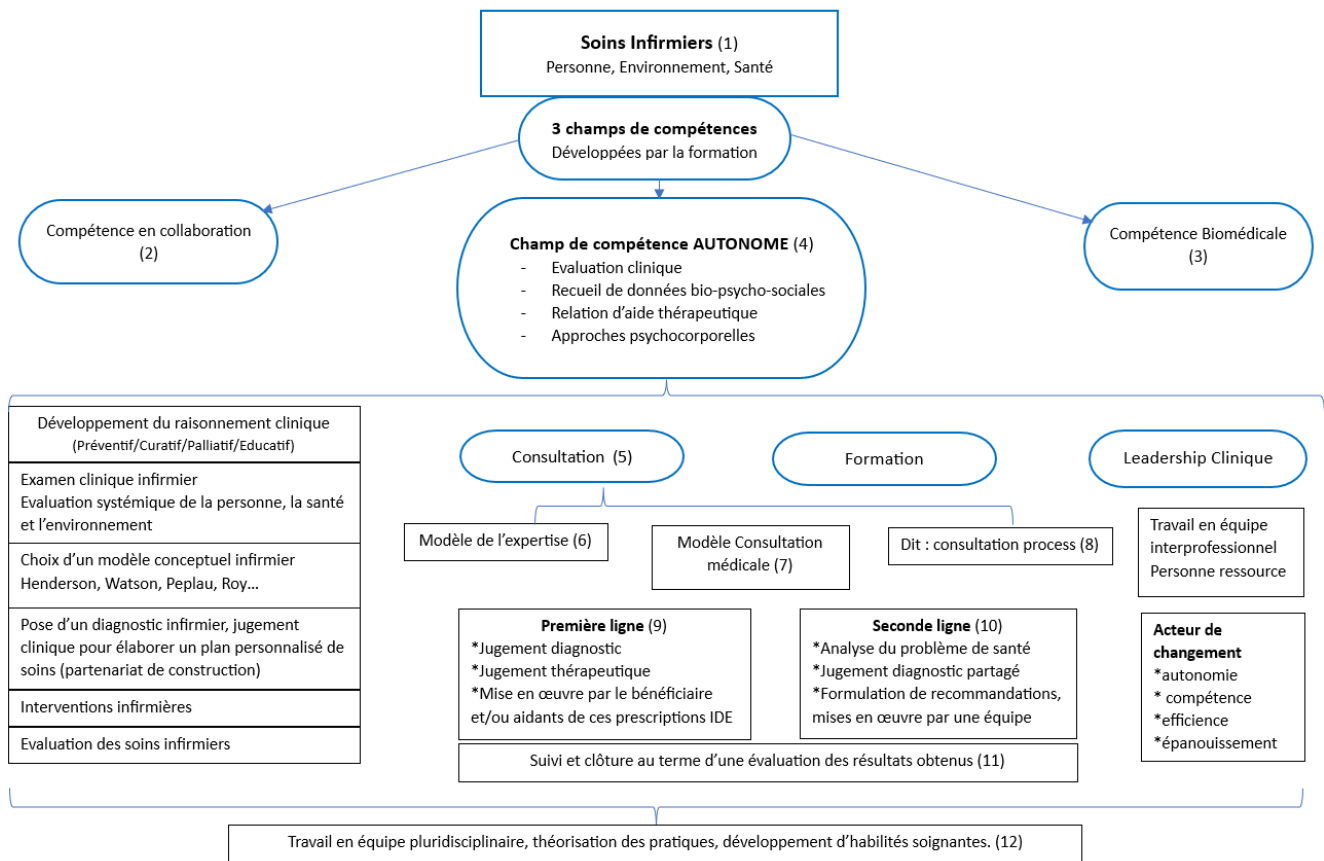 Soins Infirmiers (1)
Personne, Environnement, Santé
3 champs de compétences
Développées par la formation
Compétence en collaboration
(2)
Champ de compétence AUTONOME (4)
- Evaluation clinique
- Recueil de données bio-psycho-sociales
- Relation d’aide thérapeutique
- Approches psychocorporelles
Compétence Biomédicale
(3)
Développement du raisonnement clinique
(Préventif/Curatif/Palliatif/Educatif)
Examen clinique infirmier
Evaluation systémique de la personne, la santé
et l’environnement
Choix d’un modèle conceptuel infirmier
Henderson, Watson, Peplau, Roy…
Pose d’un diagnostic infirmier, jugement
clinique pour élaborer un plan personnalisé de
soins (partenariat de construction)
Interventions infirmières
Evaluation des soins infirmiers
Consultation (5)
Formation
Leadership Clinique
Modèle de l’expertise (6)
Modèle Consultation
médicale (7)
Dit : consultation process (8)
Travail en équipe
interprofessionnel
Personne ressource
Première ligne (9)
*Jugement diagnostic
*Jugement thérapeutique
*Mise en œuvre par le bénéficiaire
et/ou aidants de ces prescriptions IDE
Seconde ligne (10)
*Analyse du problème de santé
*Jugement diagnostic partagé
*Formulation de recommandations,
mises en œuvre par une équipe
Acteur de
changement
*autonomie
* compétence
*efficience
*épanouissement
Suivi et clôture au terme d’une évaluation des résultats obtenus (11)
Travail en équipe pluridisciplinaire, théorisation des pratiques, développement d’habilités soignantes. (12)